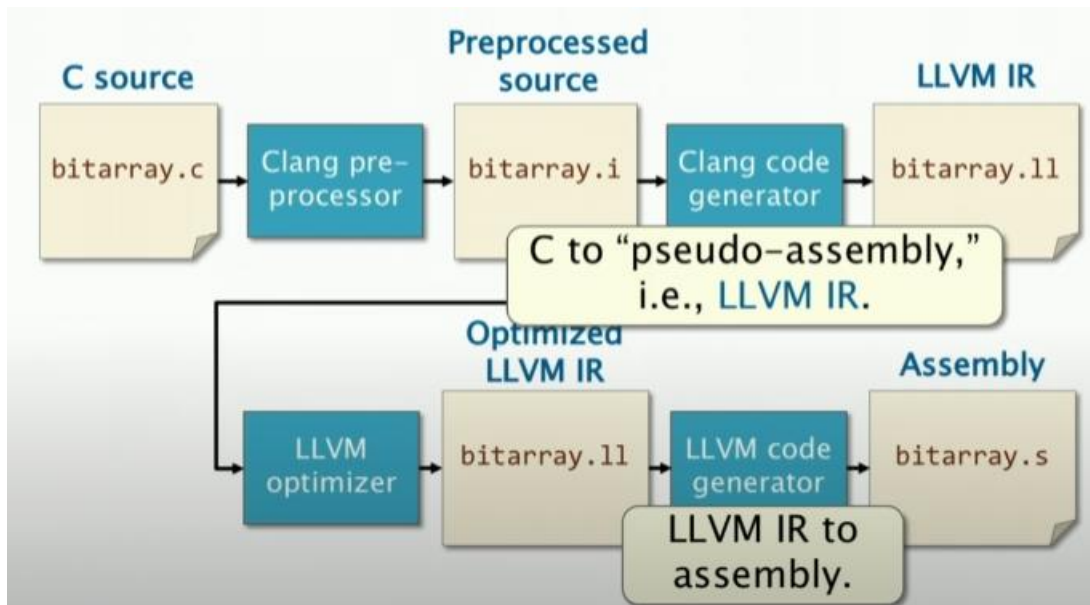 C source
Preprocessed
source
LLVM IR
bitarray.c
Clang pre-
processor
bitarray.i
Clang code
generator
bitarray.ll
C to “pseudo-assembly,”
i.e., LLVM IR.
Optimized
LLVM IR
Assembly
LLVM
optimizer
bitarray.ll
LLVM code
generator
bitarray.s
LLVM IR to
assembly.